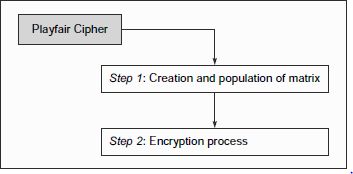 Playfair Cipher
Step 1: Creation and population of matrix
Step 2: Encryption process